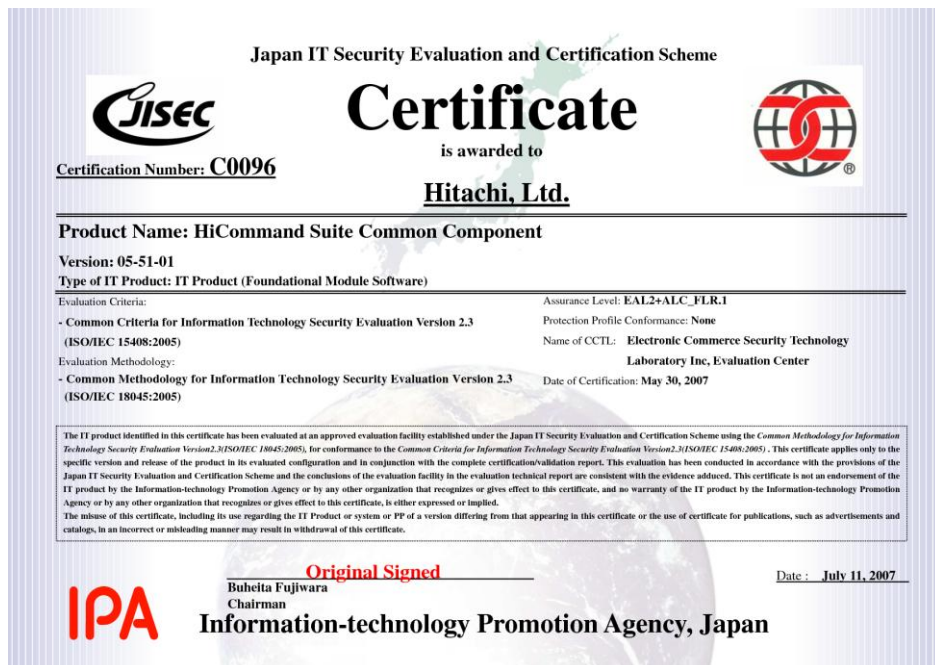 Japan IT Security Evaluation and Certification Scheme
JISEC
Certificate
is awarded to
Certification Number: C0096
Hitachi, Ltd.
®
Product Name: HiCommand Suite Common Component
Version: 05-51-01
Type of IT Product: IT Product (Foundational Module Software)
Evaluation Criteria:
- Common Criteria for Information Technology Security Evaluation Version 2.3
(ISO/IEC 15408:2005)
Evaluation Methodology:
- Common Methodology for Information Technology Security Evaluation Version 2.3
(ISO/IEC 18045:2005)
Assurance Level: EAL2+ALC_FLR.1
Protection Profile Conformance: None
Name of CCTL: Electronic Commerce Security Technology
Laboratory Inc, Evaluation Center
Date of Certification: May 30, 2007
The IT product identified in this certificate has been evaluated at an approved evaluation facility established under the Japan IT Security Evaluation and Certification Scheme using the Common Methodology for Information
Technology Security Evaluation Version2.3(ISO/IEC 18045:2005), for conformance to the Common Criteria for Information Technology Security Evaluation Version2.3(ISO/IEC 15408:2005) . This certificate applies only to the
specific version and release of the product in its evaluated configuration and in conjunction with the complete certification/validation report. This evaluation has been conducted in accordance with the provisions of the
Japan IT Security Evaluation and Certification Scheme and the conclusions of the evaluation facility in the evaluation technical report are consistent with the evidence adduced. This certificate is not an endorsement of the
IT product by the Information-technology Promotion Agency or by any other organization that recognizes or gives effect to this certificate, and no warranty of the IT product by the Information-technology Promotion
Agency or by any other organization that recognizes or gives effect to this certificate, is either expressed or implied.
The misuse of this certificate, including its use regarding the IT Product or system or PP of a version differing from that appearing in this certificate or the use of certificate for publications, such as advertisements and
catalogs, in an incorrect or misleading manner may result in withdrawal of this certificate.
Original Signed
Buheita Fujiwara
Chairman
Date : July 11, 2007
IPA
Information-technology Promotion Agency, Japan